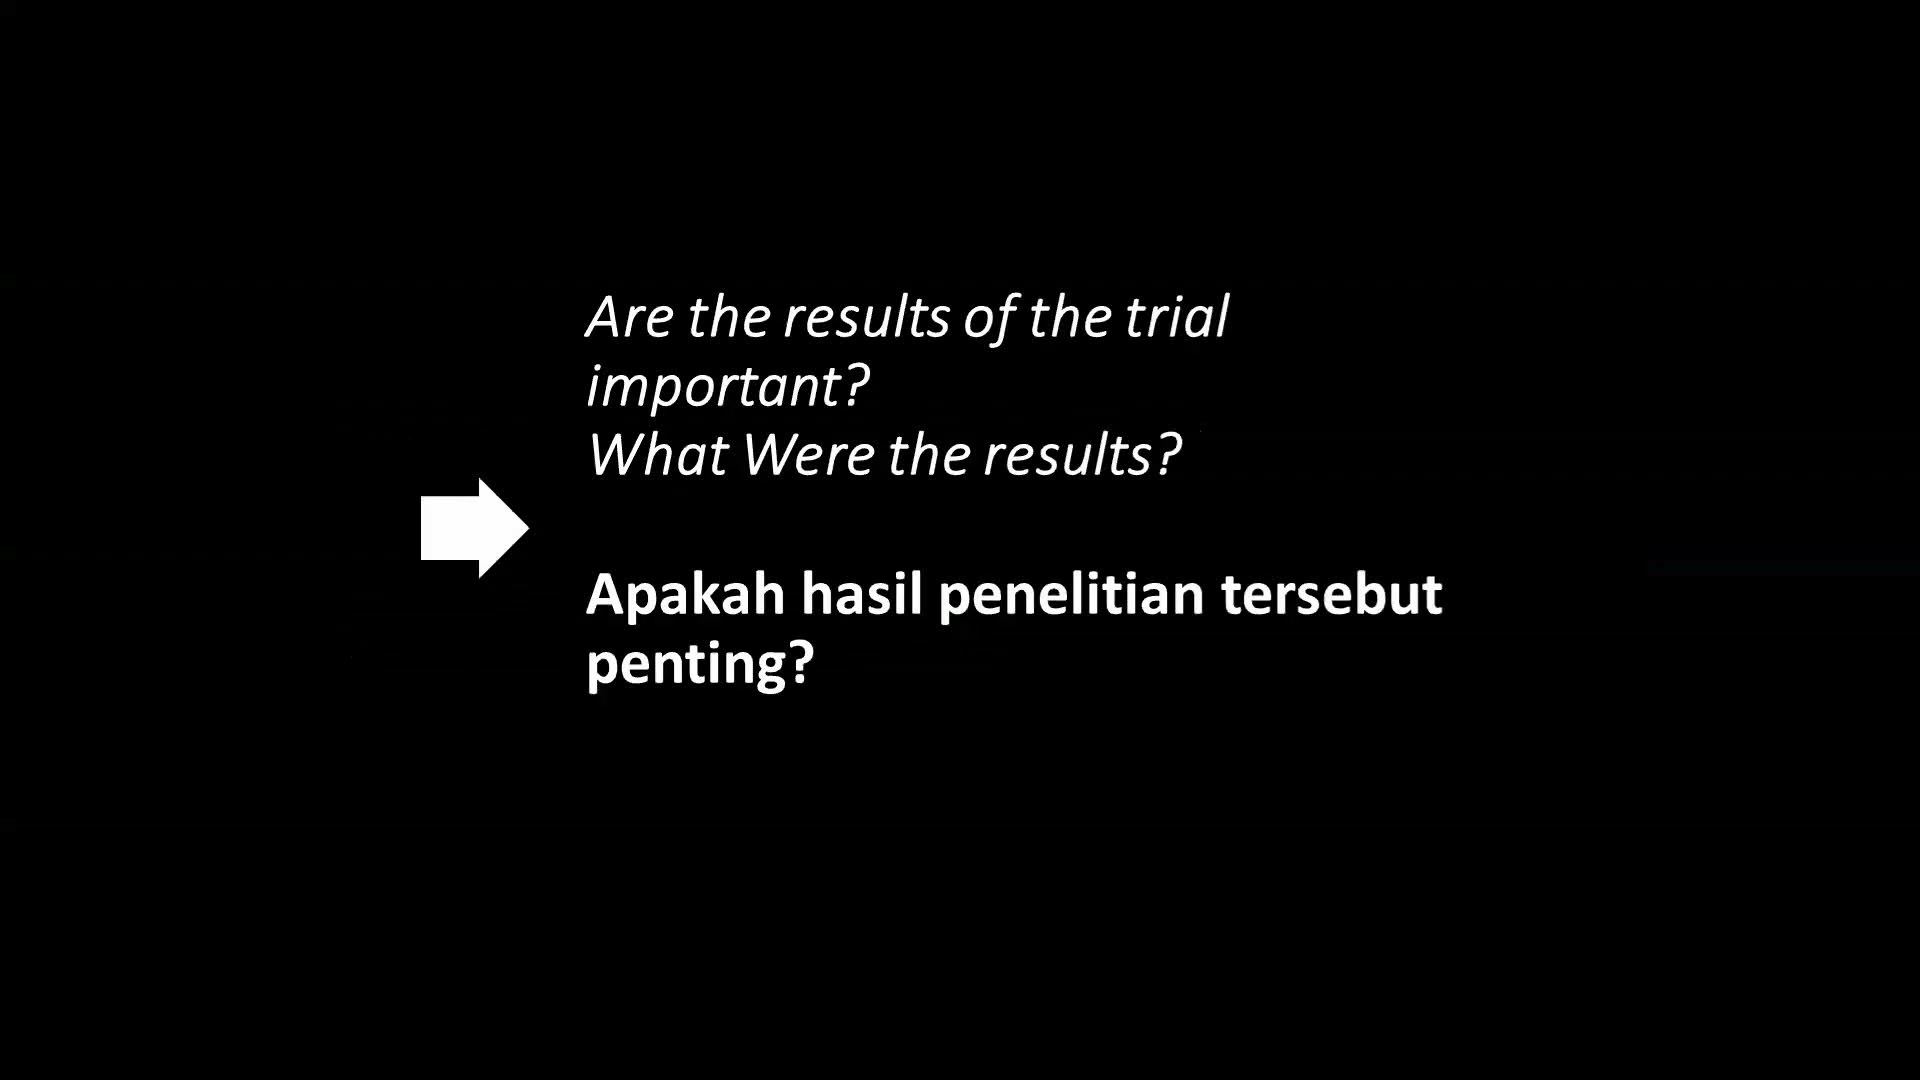 Are the results of the trial
important?
What Were the results?
Apakah hasil penelitian tersebut
penting?